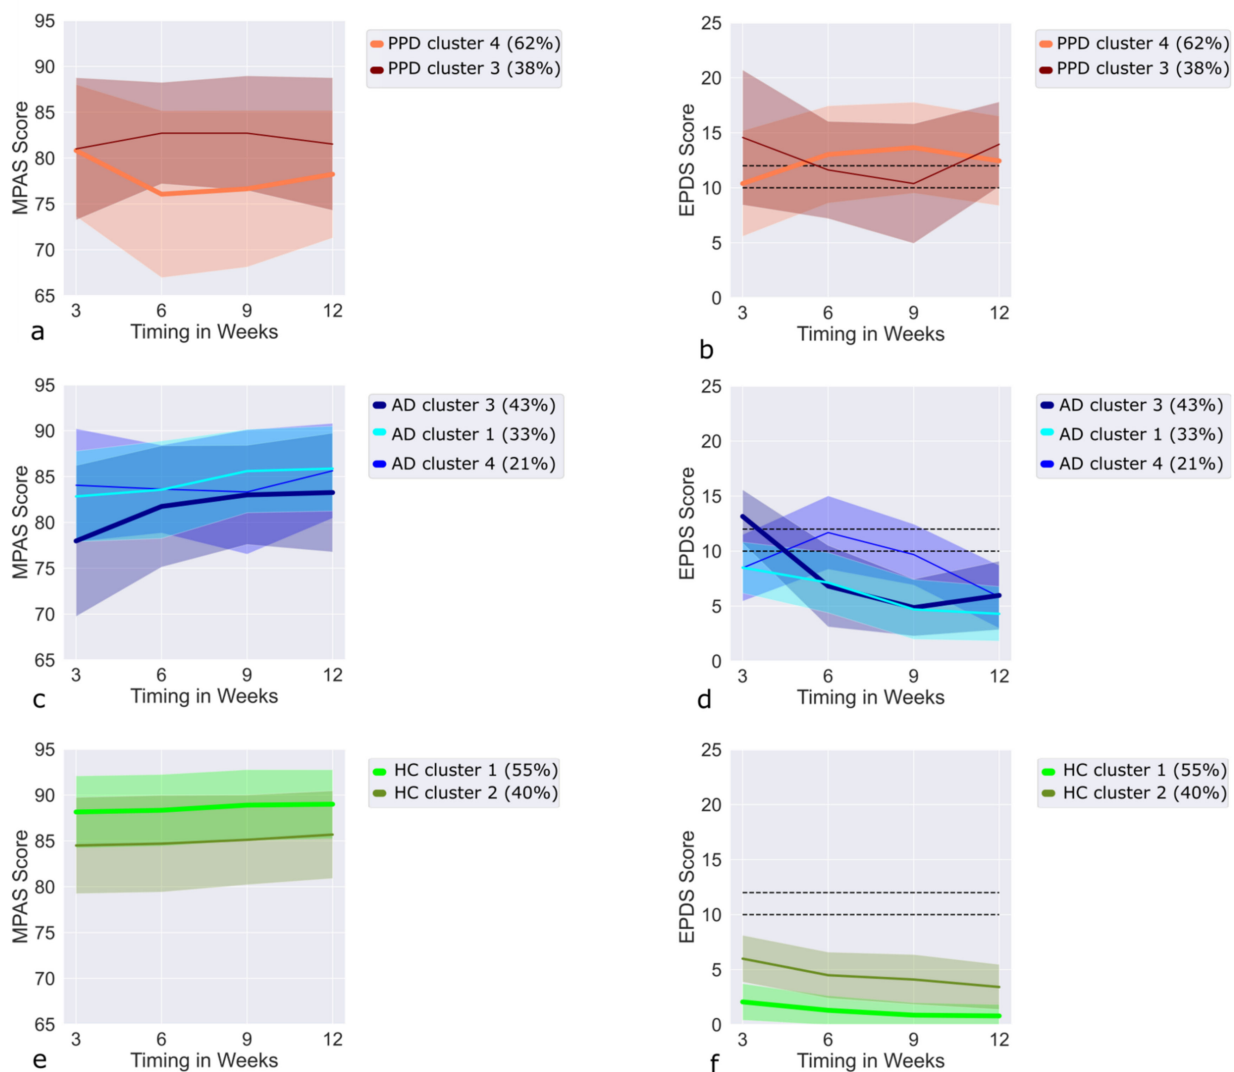 95
90
85
80
75
70
65
MPAS Score
3 6 9 12
Timing in Weeks
a
PPD cluster 4 (62%)
PPD cluster 3 (38%)
25
20
15
10
5
0
EPDS Score
3 6 9 12
Timing in Weeks
b
PPD cluster 4 (62%)
PPD cluster 3 (38%)
95
90
85
80
75
70
65
MPAS Score
3 6 9 12
Timing in Weeks
c
AD cluster 3 (43%)
AD cluster 1 (33%)
AD cluster 4 (21%)
25
20
15
10
5
0
EPDS Score
3 6 9 12
Timing in Weeks
d
AD cluster 3 (43%)
AD cluster 1 (33%)
AD cluster 4 (21%)
95
90
85
80
75
70
65
MPAS Score
3 6 9 12
Timing in Weeks
e
HC cluster 1 (55%)
HC cluster 2 (40%)
25
20
15
10
5
0
EPDS Score
3 6 9 12
Timing in Weeks
f
HC cluster 1 (55%)
HC cluster 2 (40%)